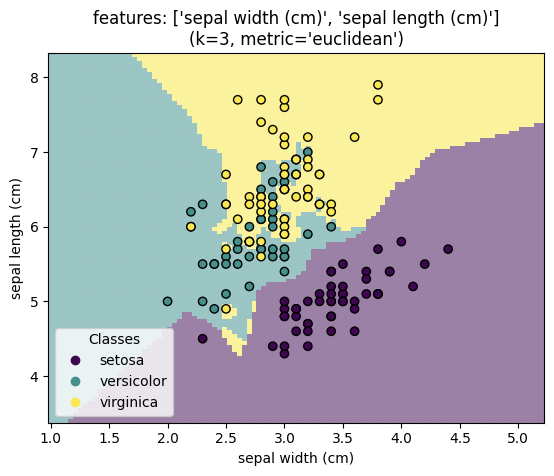 features: ['sepal width (cm)', 'sepal length (cm)']
(k=3, metric='euclidean')
sepal length (cm)
8
7
6
5
4
Classes
setosa
versicolor
virginica
1.0 1.5 2.0 2.5 3.0 3.5 4.0 4.5 5.0
sepal width (cm)